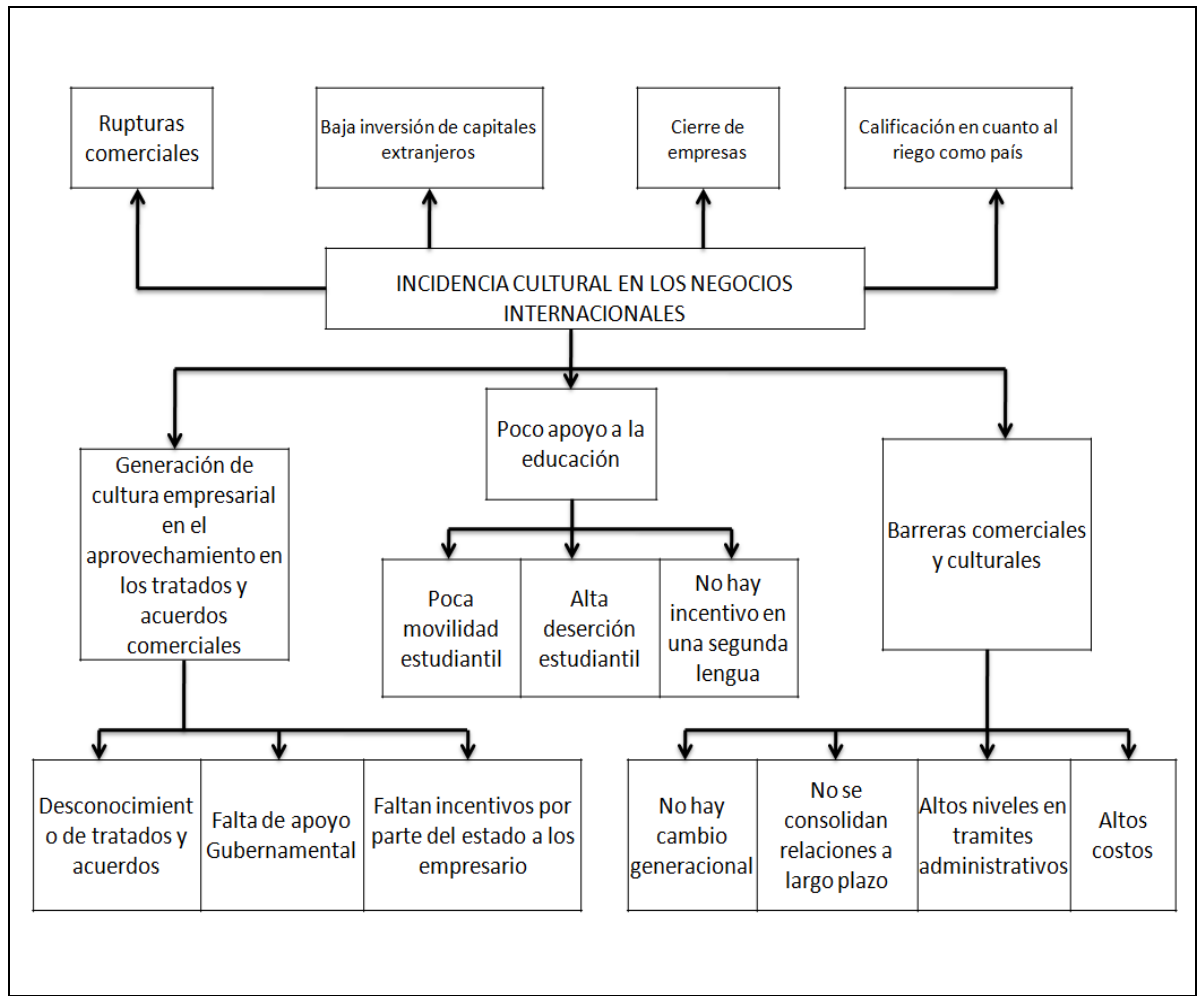 Rupturas
comerciales
Baja inversión de capitales
extranjeros
Cierre de
empresas
Calificación en cuanto al
riego como país
INCIDENCIA CULTURAL EN LOS NEGOCIOS
INTERNACIONALES
Generación de
cultura empresarial
en el
aprovechamiento en
los tratados y
acuerdos
comerciales
Poco apoyo a la
educación
Barreras comerciales
y culturales
Poca
movilidad
estudiantil
Alta
deserción
estudiantil
No hay
incentivo en
una segunda
lengua
Desconocimient
o de tratados y
acuerdos
Falta de apoyo
Gubernamental
Faltan incentivos por
parte del estado a los
empresario
No hay
cambio
generacional
No se
consolidan
relaciones a
largo plazo
Altos niveles en
tramites
administrativos
Altos
costos